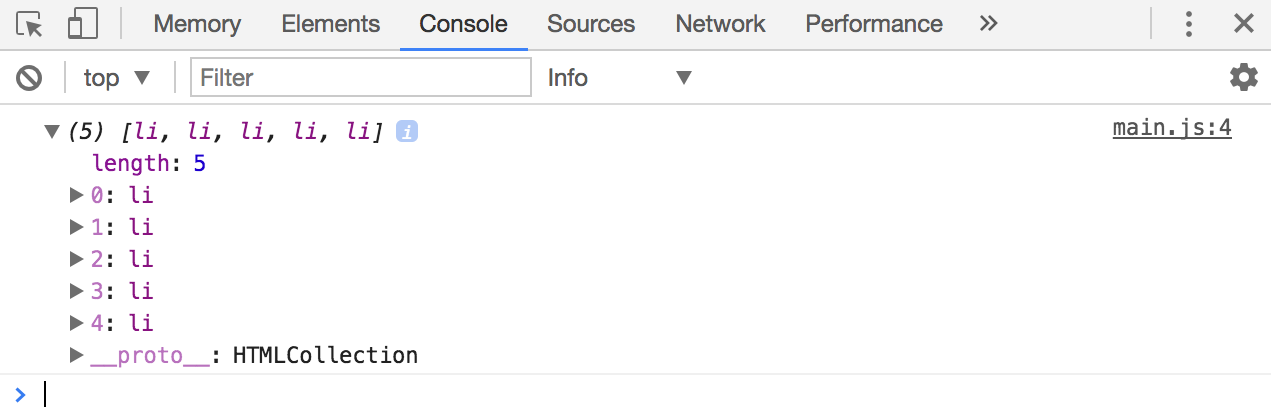 Memory Elements Console Sources Network Performance »
top ▼ Filter Info ▼
▼(5) [li, li, li, li, li] i main.js:4
length: 5
▶0: li
▶1: li
▶2: li
▶3: li
▶4: li
▶__proto__: HTMLCollection
>